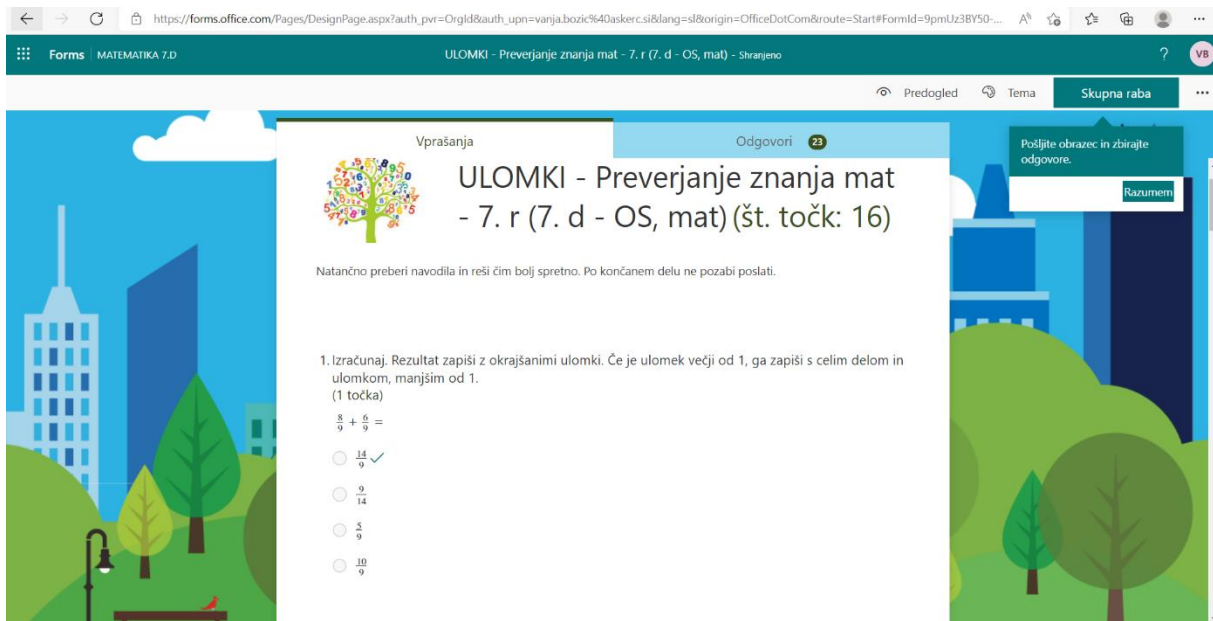 https://forms.office.com/Pages/DesignPage.aspx?auth_pvr=OrgId&auth_upn=vanja.bozic%40askerc.si&lang=sl&origin=OfficeDotCom&route=Start#FormId=9pmUz3BY50-...
Forms MATEMATIKA 7.D
ULOMKI - Preverjanje znanja mat - 7. r (7. d - OS, mat) - Shranjeno
? VB
Predogled Tema Skupna raba
Vprašanja
Odgovori 23
Pošljite obrazec in zbirajte
odgovore.
Razumem
ULOMKI - Preverjanje znanja mat
- 7. r (7. d - OS, mat) (št. točk: 16)
Natančno preberi navodila in reši čim bolj spretno. Po končanem delu ne pozabi poslati.
1. Izračunaj. Rezultat zapiši z okrajšanimi ulomki. Če je ulomek večji od 1, ga zapiši s celim delom in
ulomkom, manjšim od 1.
(1 točka)
8/9 + 6/9 =
14/9
9/14
5/9
10/9